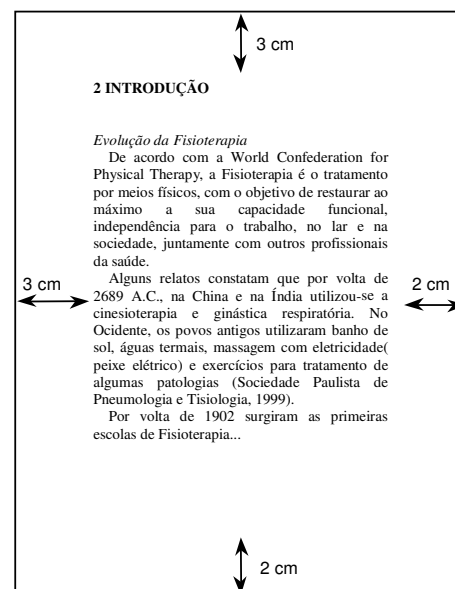 3 cm
2 INTRODUÇÃO
Evolução da Fisioterapia
De acordo com a World Confederation for
Physical Therapy, a Fisioterapia é o tratamento
por meios físicos, com o objetivo de restaurar ao
máximo a sua capacidade funcional,
independência para o trabalho, no lar e na
sociedade, juntamente com outros profissionais
da saúde.
Alguns relatos constatam que por volta de
3 cm
2 cm
2689 A.C., na China e na Índia utilizou-se a
cinesioterapia e ginástica respiratória. No
Ocidente, os povos antigos utilizaram banho de
sol, águas termais, massagem com eletricidade(
peixe elétrico) e exercícios para tratamento de
algumas patologias (Sociedade Paulista de
Pneumologia e Tisiologia, 1999).
Por volta de 1902 surgiram as primeiras
escolas de Fisioterapia...
2 cm